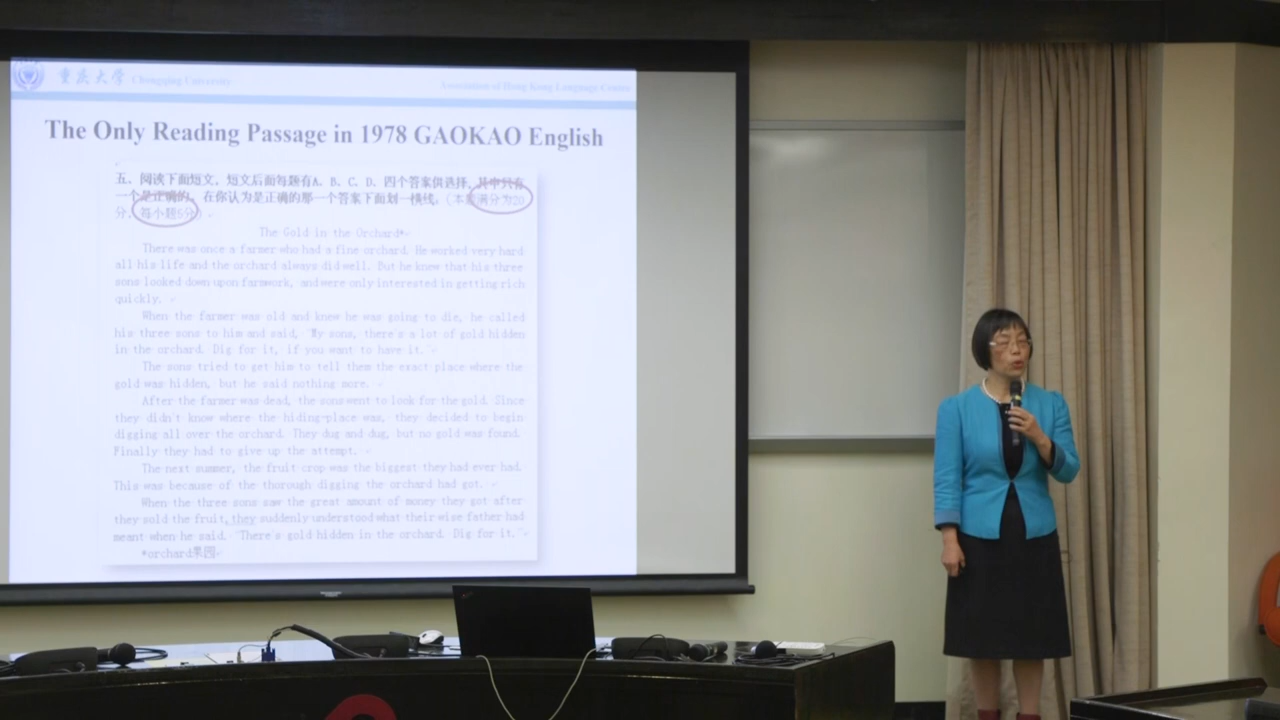 重庆大学 Chongqing University
Association of Hong Kong Language Centre
The Only Reading Passage in 1978 GAOKAO English
五、阅读下面短文，短文后面每题有A、B、C、D、四个答案供选择，其中只有
一个是正确的，在你认为是正确的那一个答案下面划一横线。（本题满分为20
分，每小题5分）
The Gold in the Orchard*
There was once a farmer who had a fine orchard. He worked very hard
all his life and the orchard always did well. But he knew that his three
sons looked down upon farmwork, and were only interested in getting rich
quickly.
When the farmer was old and knew he was going to die, he called
his three sons to him and said, "My sons, there's a lot of gold hidden
in the orchard. Dig for it, if you want to have it."
The sons tried to get him to tell them the exact place where the
gold was hidden, but he said nothing more.
After the farmer was dead, the sons went to look for the gold. Since
they didn't know where the hiding-place was, they decided to begin
digging all over the orchard. They dug and dug, but no gold was found.
Finally they had to give up the attempt.
The next summer, the fruit crop was the biggest they had ever had.
This was because of the thorough digging the orchard had got.
When the three sons saw the great amount of money they got after
they sold the fruit, they suddenly understood what their wise father had
meant when he said, "There's gold hidden in the orchard. Dig for it."
*orchard果园